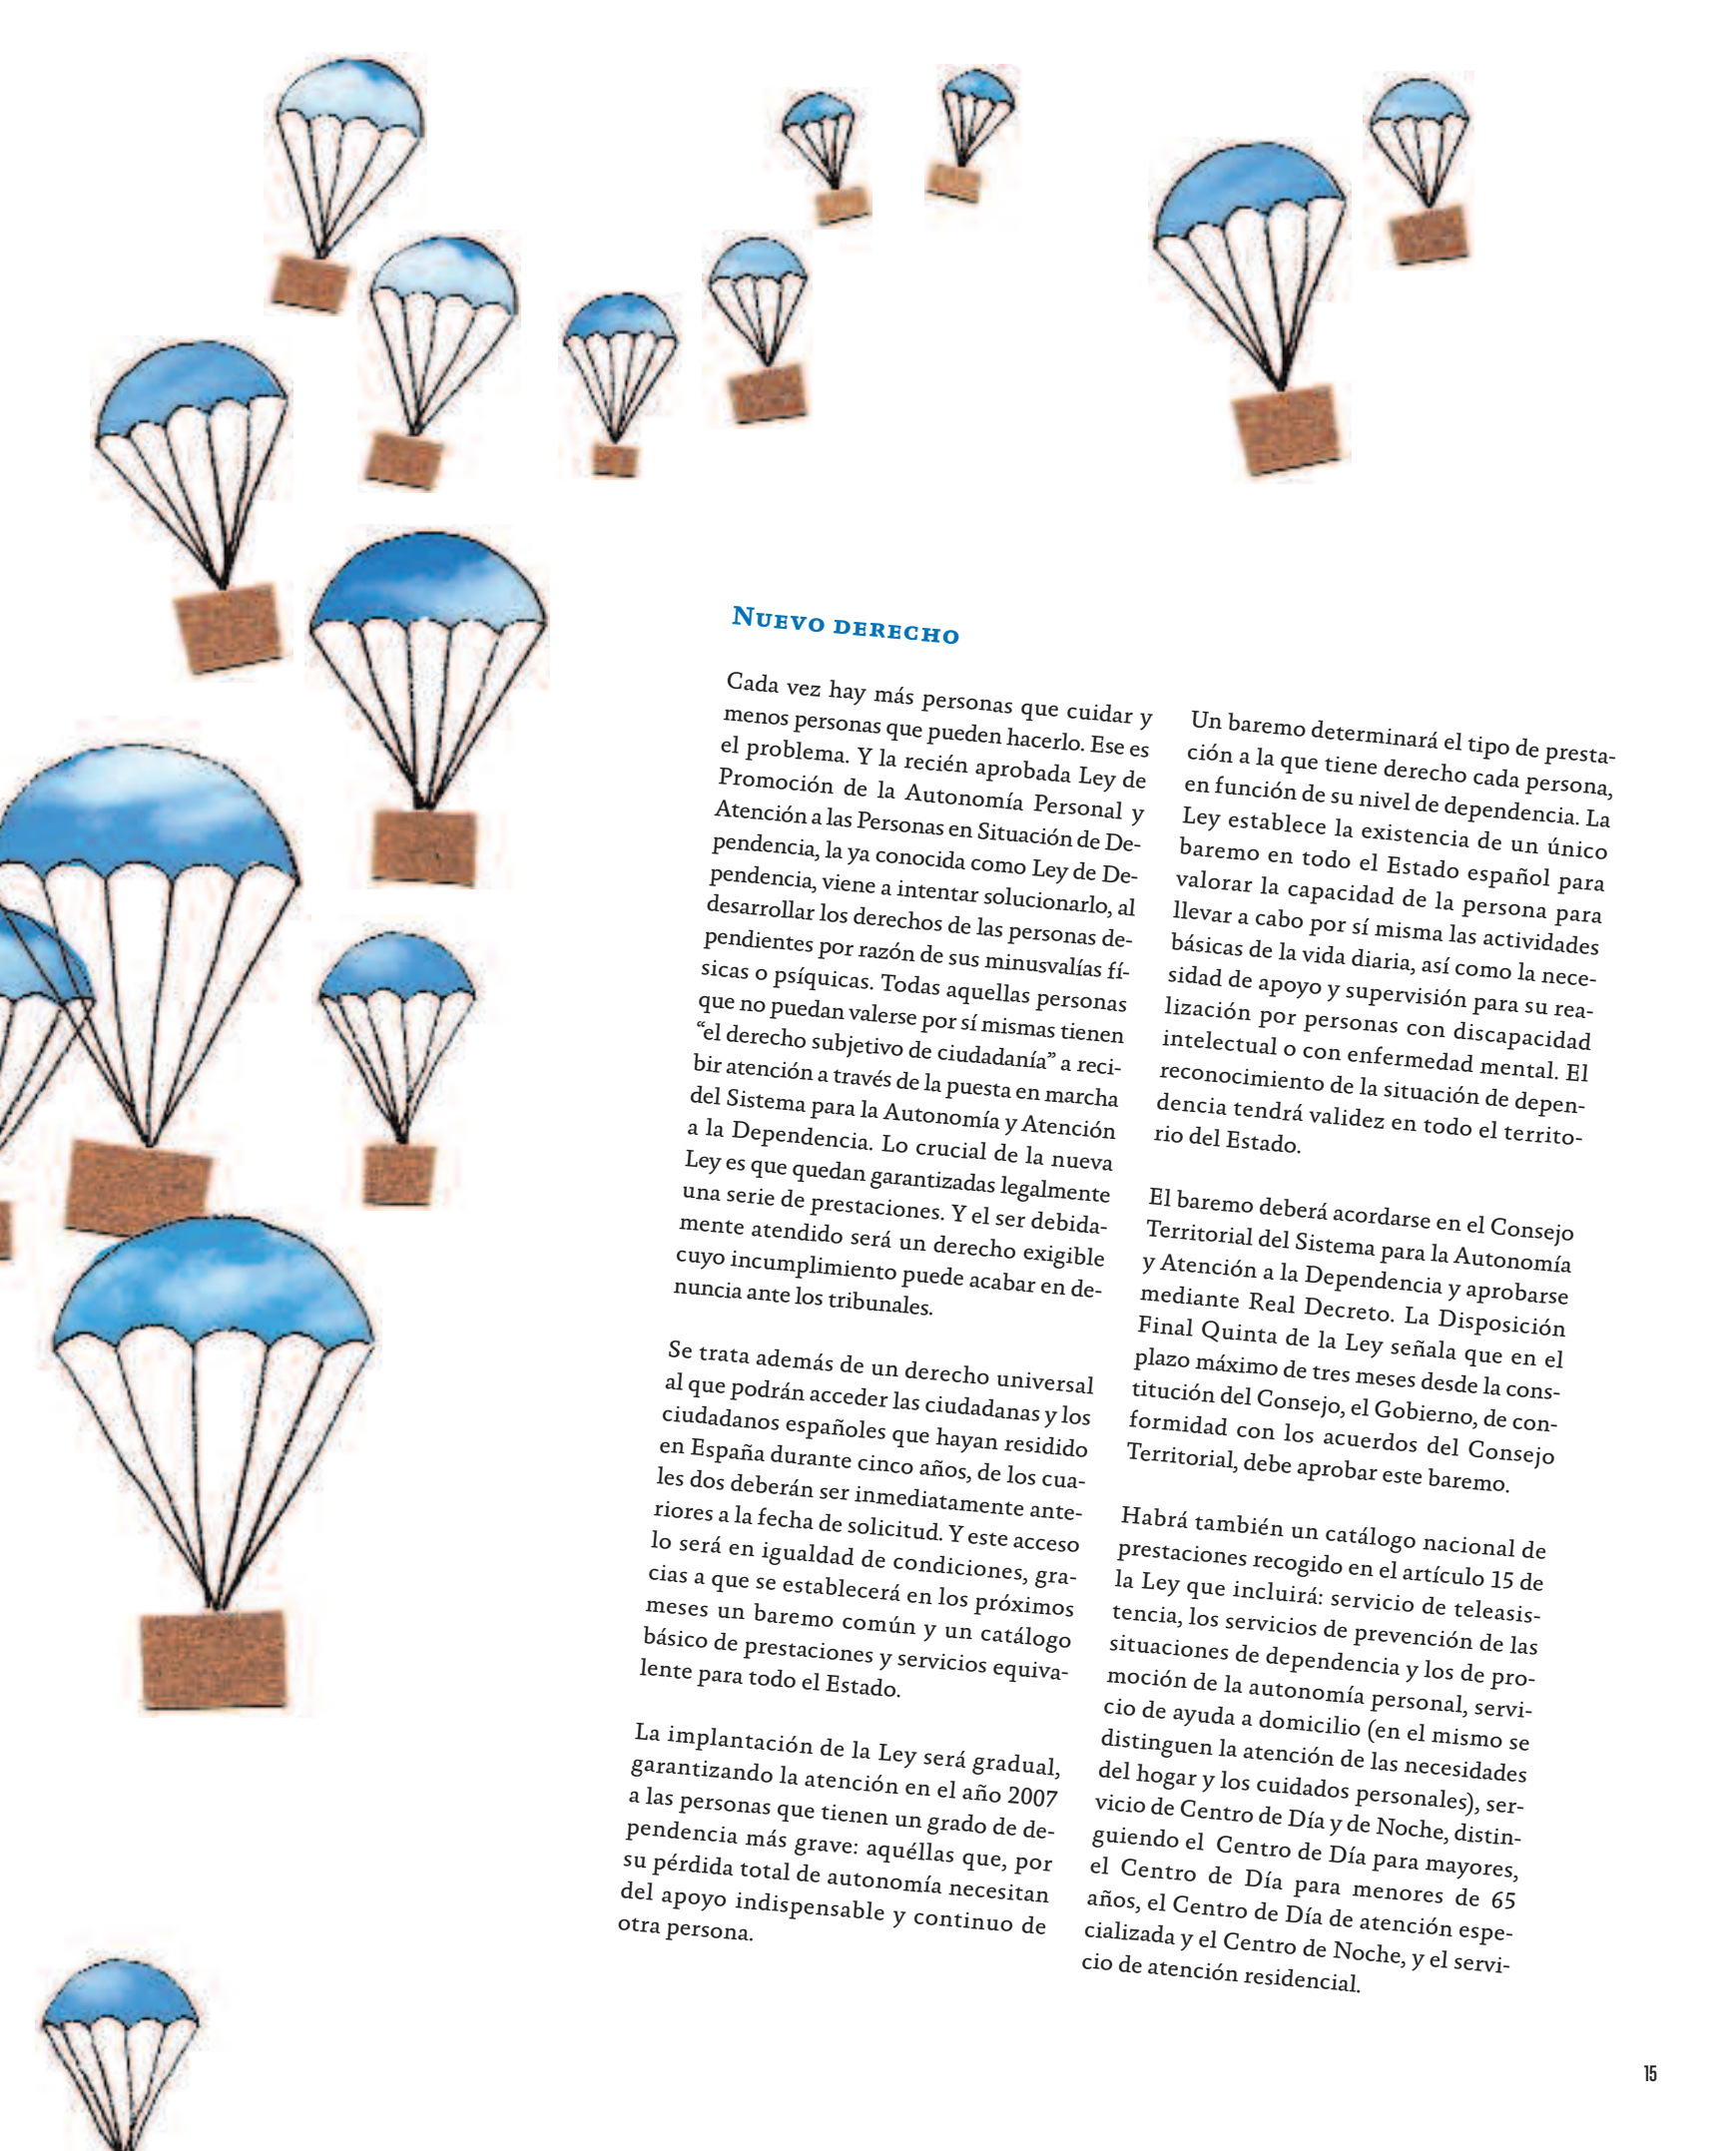 Nuevo derecho
Cada vez hay más personas que cuidar y
menos personas que pueden hacerlo. Ese es
el problema. Y la recién aprobada Ley de
Promoción de la Autonomía Personal y
Atención a las Personas en Situación de De-
pendencia, la ya conocida como Ley de De-
pendencia, viene a intentar solucionarlo, al
desarrollar los derechos de las personas de-
pendientes por razón de sus minusvalías fí-
sicas o psíquicas. Todas aquellas personas
que no puedan valerse por sí mismas tienen
“el derecho subjetivo de ciudadanía” a reci-
bir atención a través de la puesta en marcha
del Sistema para la Autonomía y Atención
a la Dependencia. Lo crucial de la nueva
Ley es que quedan garantizadas legalmente
una serie de prestaciones. Y el ser debida-
mente atendido será un derecho exigible
cuyo incumplimiento puede acabar en de-
nuncia ante los tribunales.
Se trata además de un derecho universal
al que podrán acceder las ciudadanas y los
ciudadanos españoles que hayan residido
en España durante cinco años, de los cua-
les dos deberán ser inmediatamente ante-
riores a la fecha de solicitud. Y este acceso
lo será en igualdad de condiciones, gra-
cias a que se establecerá en los próximos
meses un baremo común y un catálogo
básico de prestaciones y servicios equiva-
lente para todo el Estado.
La implantación de la Ley será gradual,
garantizando la atención en el año 2007
a las personas que tienen un grado de de-
pendencia más grave: aquéllas que, por
su pérdida total de autonomía necesitan
del apoyo indispensable y continuo de
otra persona.
Un baremo determinará el tipo de presta-
ción a la que tiene derecho cada persona,
en función de su nivel de dependencia. La
Ley establece la existencia de un único
baremo en todo el Estado español para
valorar la capacidad de la persona para
llevar a cabo por sí misma las actividades
básicas de la vida diaria, así como la nece-
sidad de apoyo y supervisión para su rea-
lización por personas con discapacidad
intelectual o con enfermedad mental. El
reconocimiento de la situación de depen-
dencia tendrá validez en todo el territo-
rio del Estado.
El baremo deberá acordarse en el Consejo
Territorial del Sistema para la Autonomía
y Atención a la Dependencia y aprobarse
mediante Real Decreto. La Disposición
Final Quinta de la Ley señala que en el
plazo máximo de tres meses desde la cons-
titución del Consejo, el Gobierno, de con-
formidad con los acuerdos del Consejo
Territorial, debe aprobar este baremo.
Habrá también un catálogo nacional de
prestaciones recogido en el artículo 15 de
la Ley que incluirá: servicio de teleasis-
tencia, los servicios de prevención de las
situaciones de dependencia y los de pro-
moción de la autonomía personal, servi-
cio de ayuda a domicilio (en el mismo se
distinguen la atención de las necesidades
del hogar y los cuidados personales), ser-
vicio de Centro de Día y de Noche, distin-
guiendo el Centro de Día para mayores,
el Centro de Día para menores de 65
años, el Centro de Día de atención espe-
cializada y el Centro de Noche, y el servi-
cio de atención residencial.
15